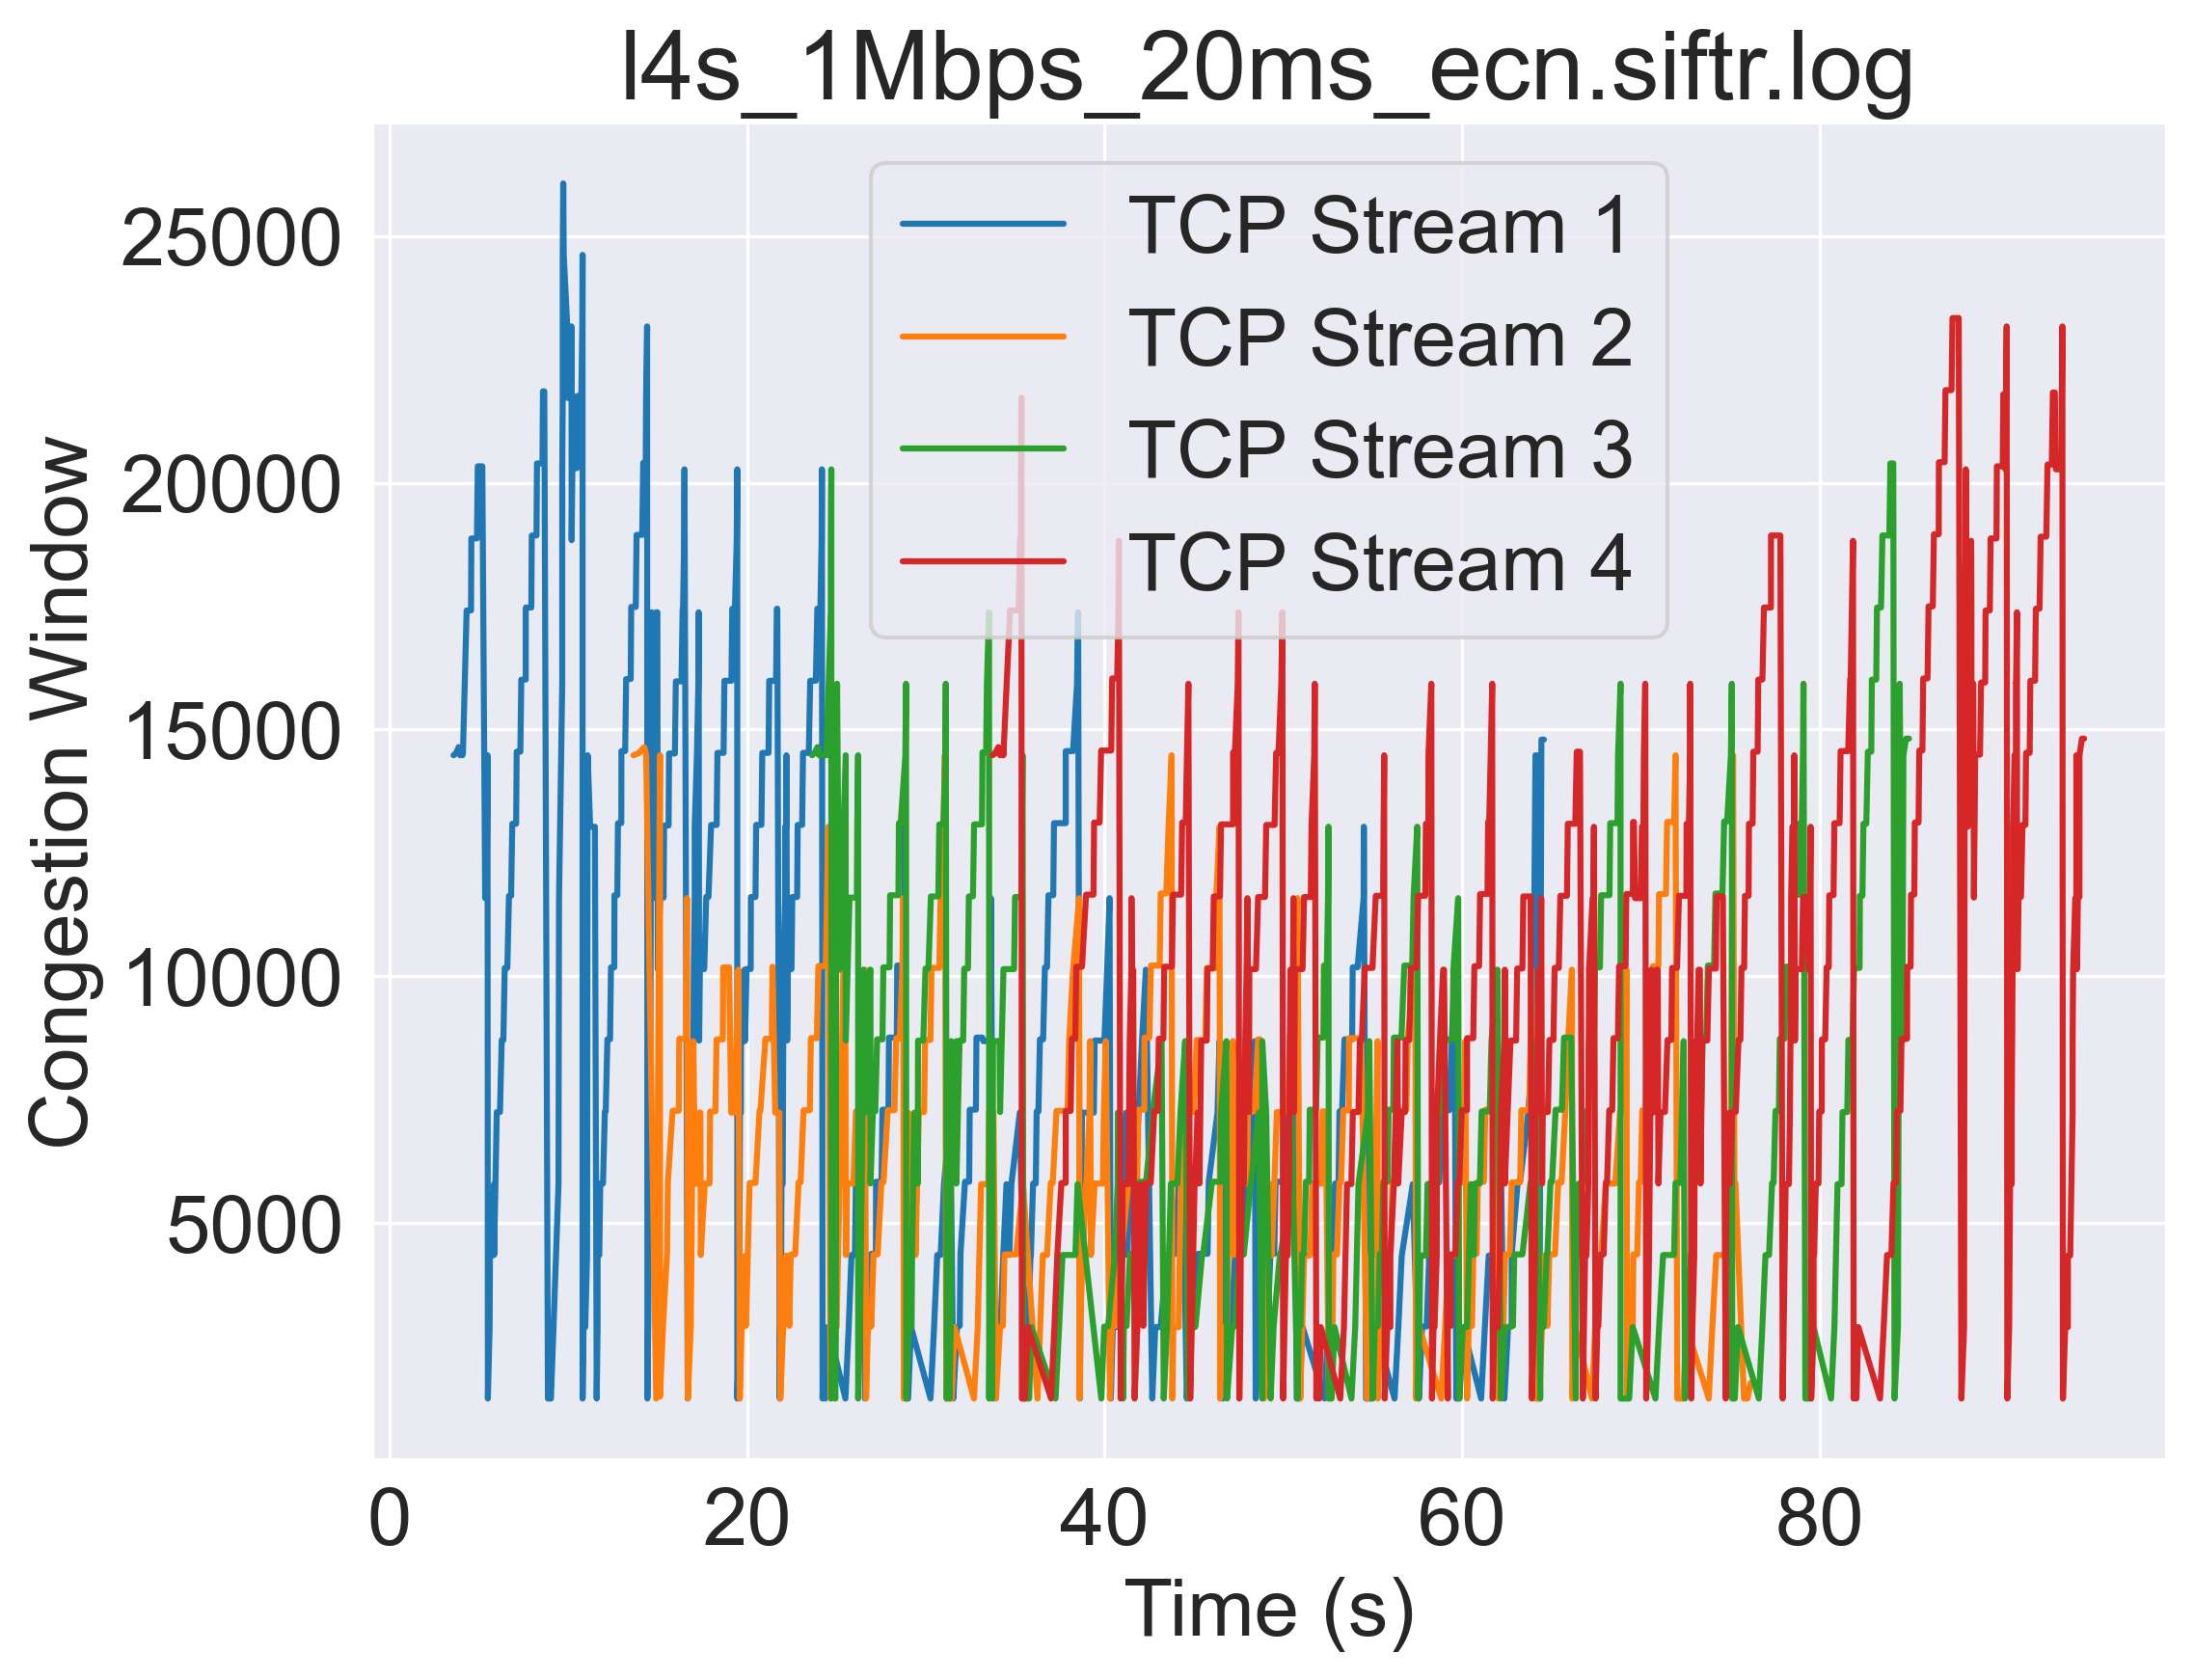 l4s_1Mbps_20ms_ecn.siftr.log
TCP Stream 1
TCP Stream 2
TCP Stream 3
TCP Stream 4
Congestion Window
25000
20000
15000
10000
5000
0 20 40 60 80
Time (s)